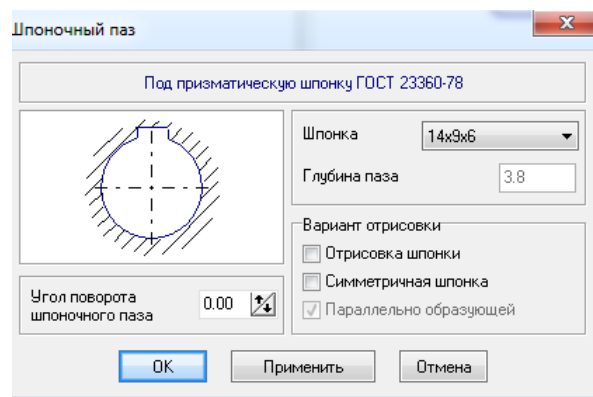 Шпоночный паз
Под призматическую шпонку ГОСТ 23360-78
Шпонка 14x9x6
Глубина паза 3.8
Вариант отрисовки
Отрисовка шпонки
Симметричная шпонка
Параллельно образующей
Угол поворота
шпоночного паза
0.00
OK Применить Отмена